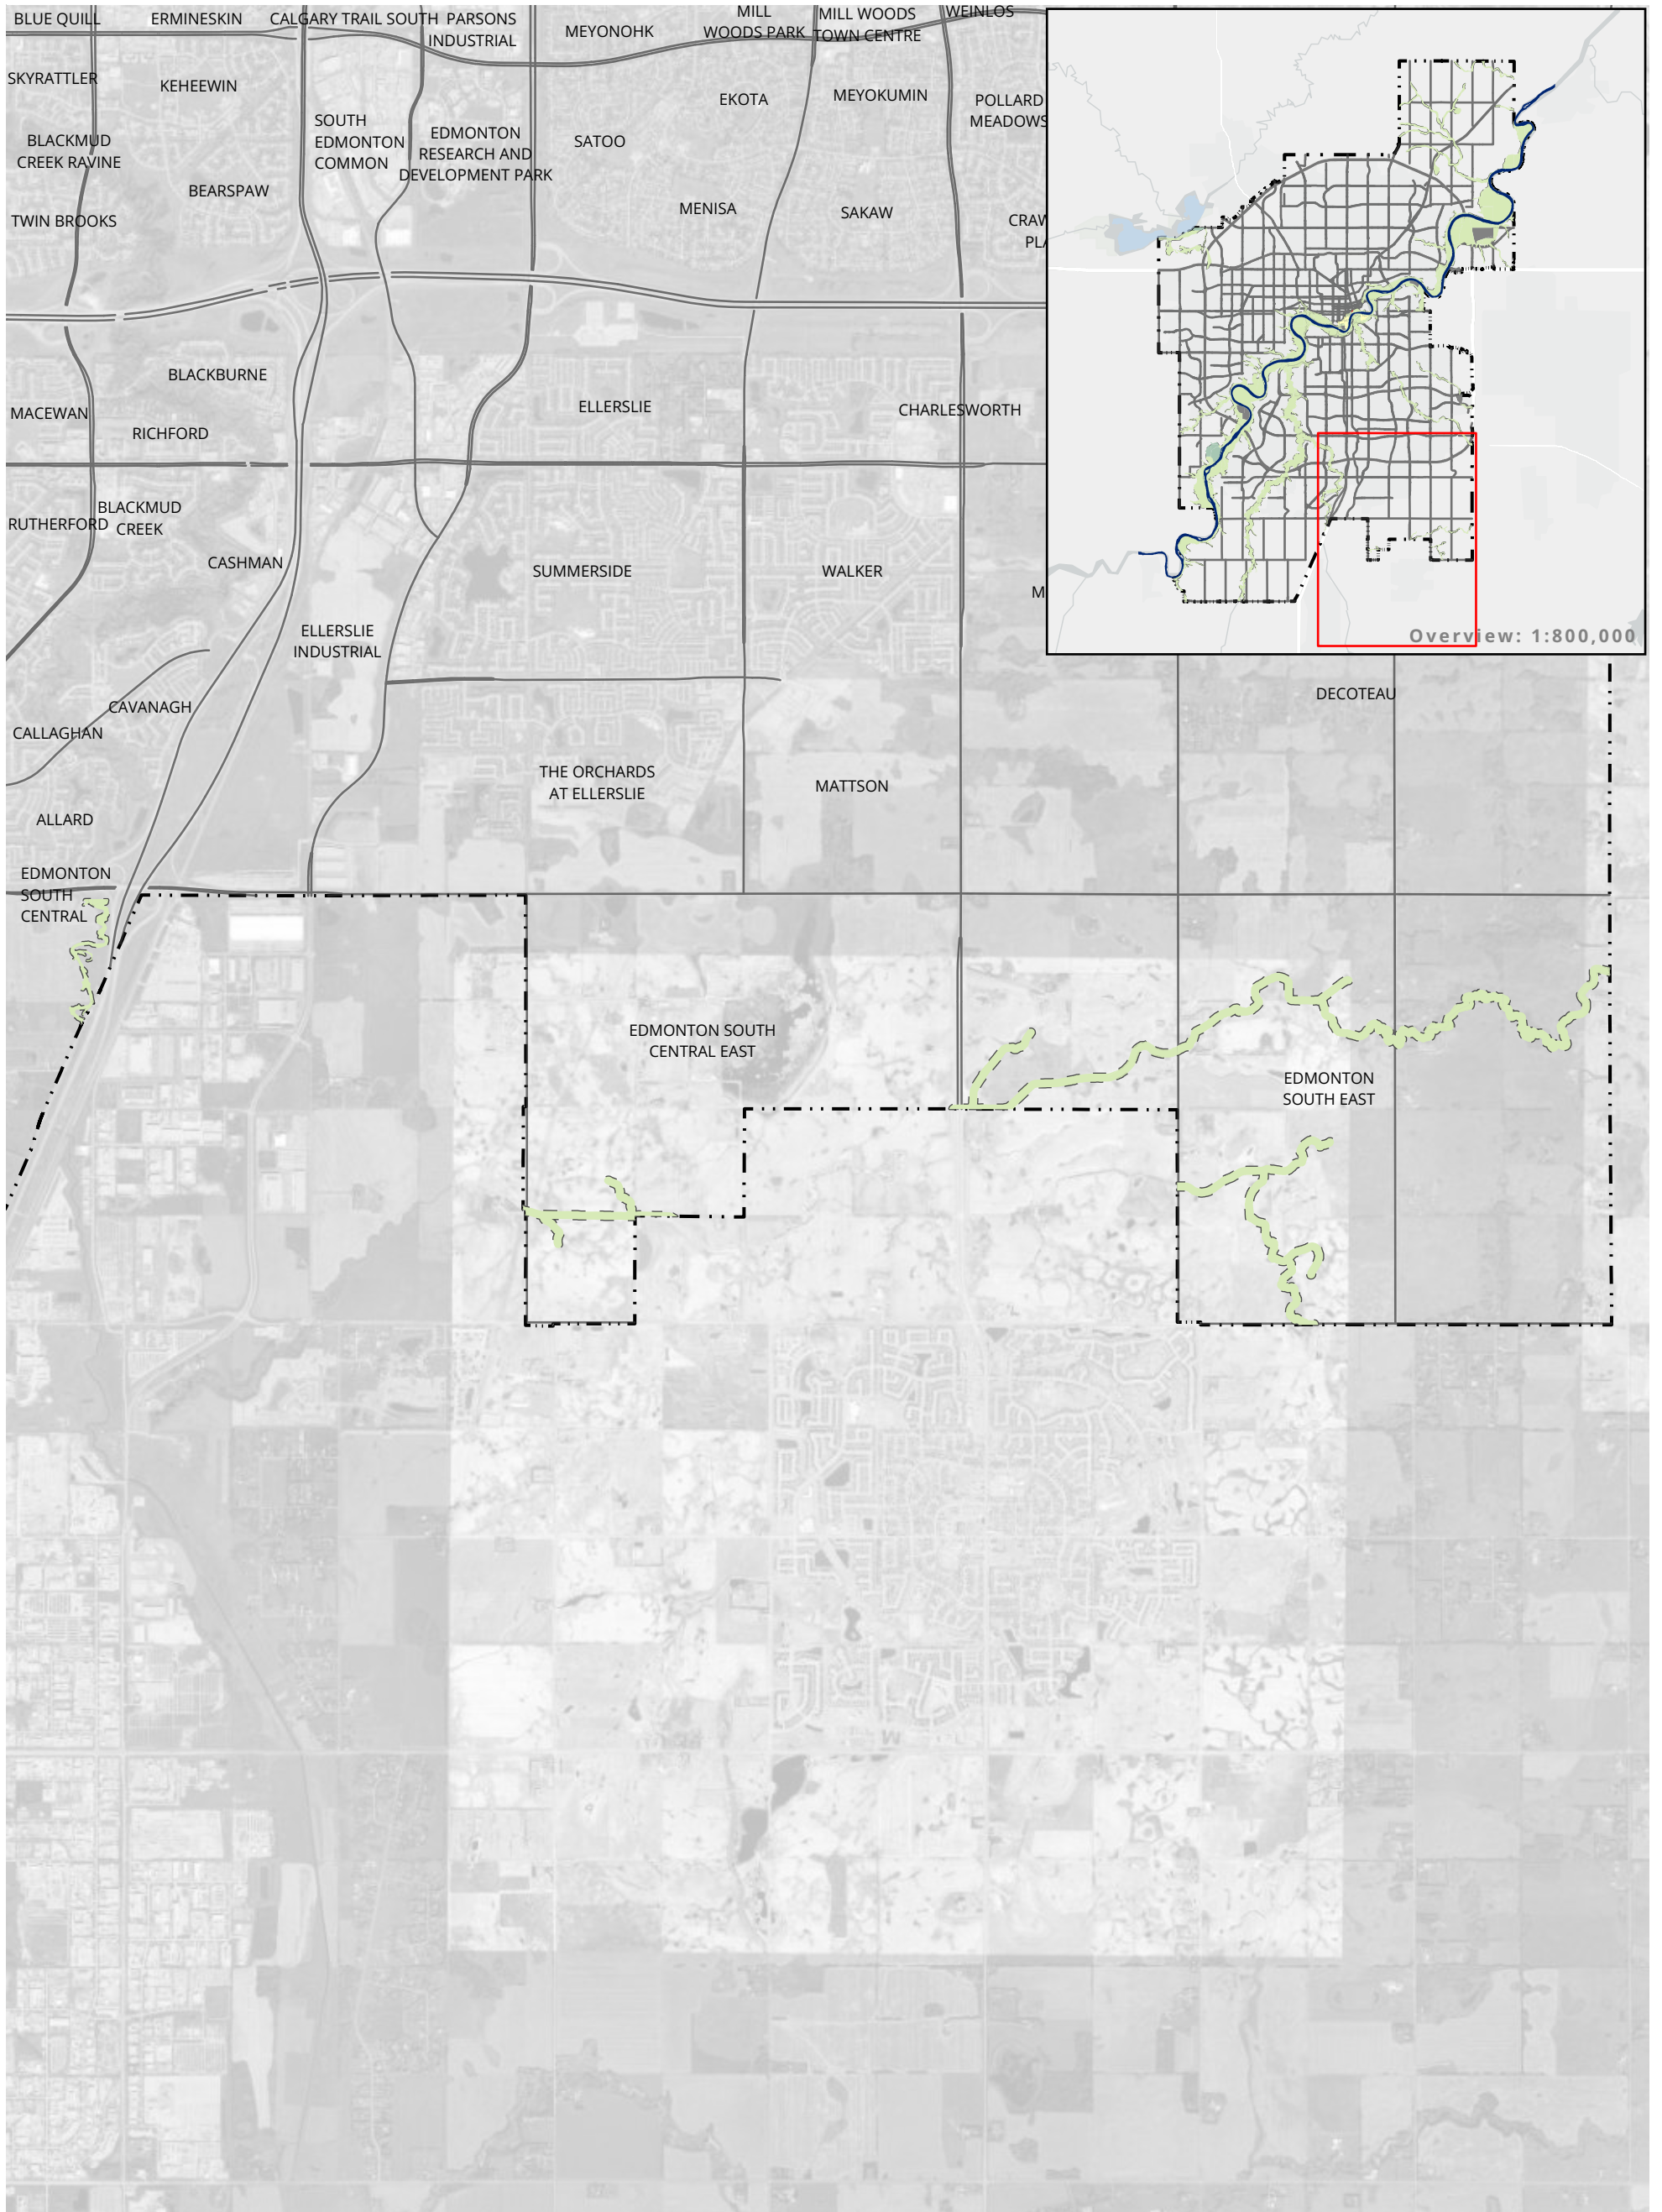 BLUE QUILL
ERMINESKIN
CALGARY TRAIL SOUTH
PARSONS
INDUSTRIAL
MEYONOHK
MILL
WOODS PARK
MILL WOODS
TOWN CENTRE
WEINLOS
SKYRATTLER
KEHEEWIN
SOUTH
EDMONTON
COMMON
EDMONTON
RESEARCH AND
DEVELOPMENT PARK
SATOO
EKOTA
MEYOKUMIN
POLLARD
MEADOWS
BLACKMUD
CREEK RAVINE
BEARSPAW
TWIN BROOKS
MENISA
SAKAW
CRAW
PLA
BLACKBURNE
MACEWAN
RICHFORD
ELLERSLIE
CHARLESWORTH
RUTHERFORD
BLACKMUD
CREEK
CASHMAN
SUMMERSIDE
WALKER
M
ELLERSLIE
INDUSTRIAL
Overview: 1:800,000
DECOTEAU
CAVANAGH
CALLAGHAN
THE ORCHARDS
AT ELLERSLIE
MATTSON
ALLARD
EDMONTON
SOUTH
CENTRAL
EDMONTON SOUTH
CENTRAL EAST
EDMONTON
SOUTH EAST